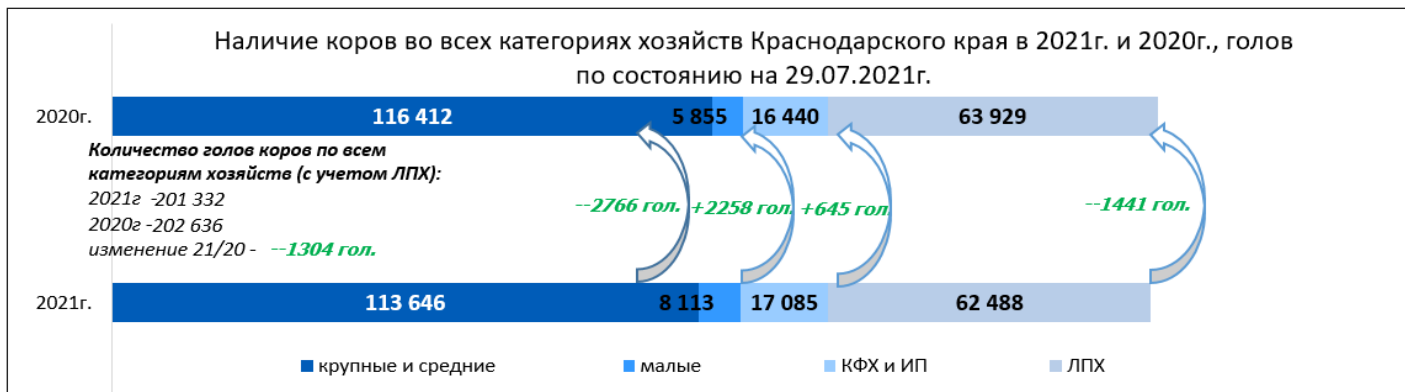 Наличие коров во всех категориях хозяйств Краснодарского края в 2021г. и 2020г., голов
по состоянию на 29.07.2021г.
2020г.
116 412
5 855
16 440
63 929
Количество голов коров по всем
категориям хозяйств (с учетом ЛПХ):
2021г -201 332
2020г -202 636
изменение 21/20 - --1304 гол.
--2766 гол.
+2258 гол.
+645 гол.
--1441 гол.
2021г.
113 646
8 113
17 085
62 488
крупные и средние
малые
КФХ и ИП
ЛПХ